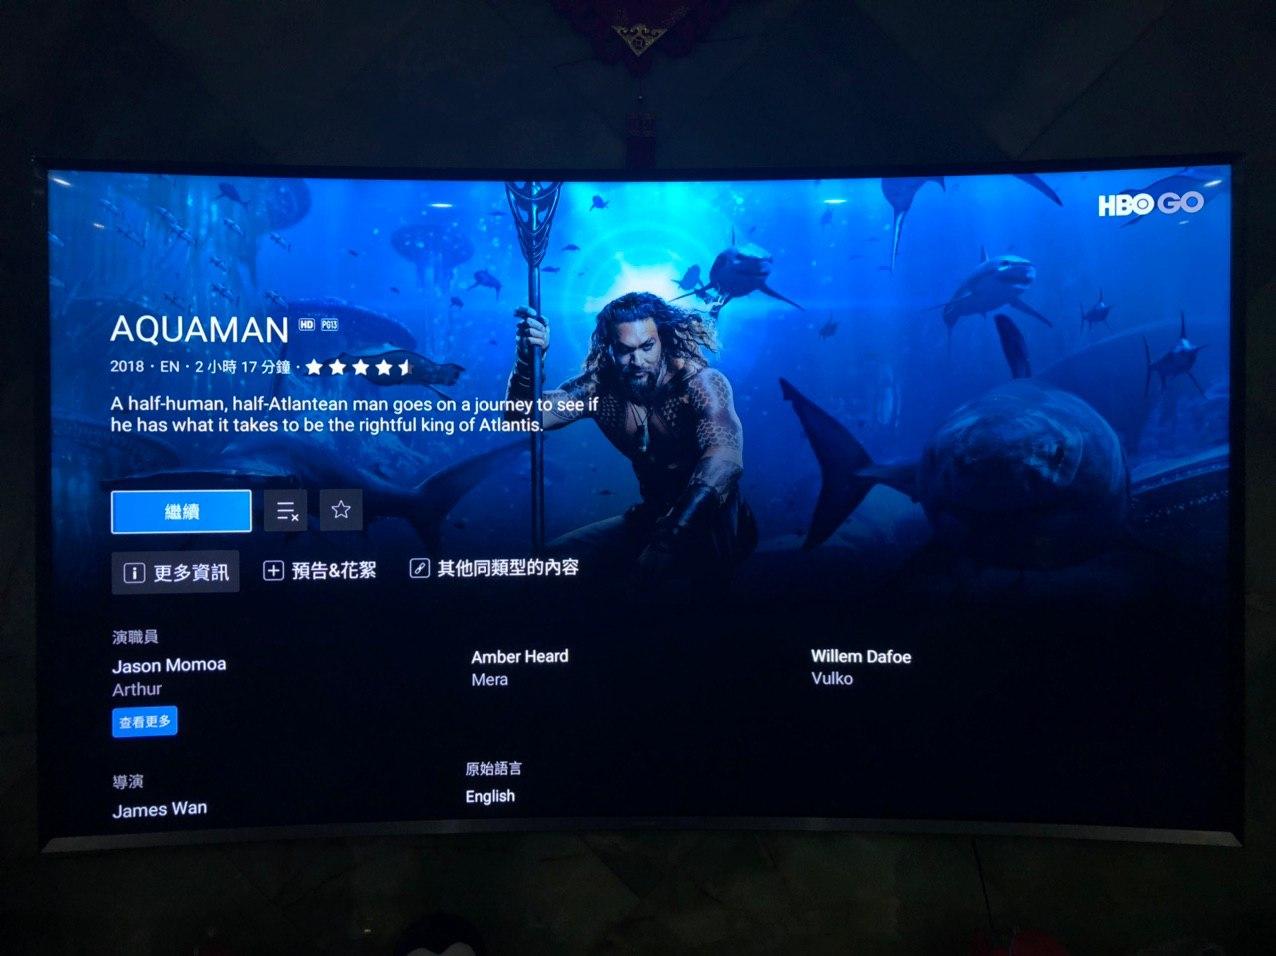 HBO GO
AQUAMAN HD PG13
2018 · EN · 2 小時 17 分鐘 ·
A half-human, half-Atlantean man goes on a journey to see if
he has what it takes to be the rightful king of Atlantis.
繼續
更多資訊 預告&花絮 其他同類型的內容
演職員
Jason Momoa Amber Heard Willem Dafoe
Arthur Mera Vulko
查看更多
導演 原始語言
James Wan English